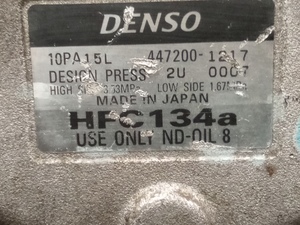 DENSO
10PA15L 447200-1217
DESIGN PRESS 2U 0007
HIGH 3.53MPa LOW SIDE 1.67MPa
MADE IN JAPAN
HFC134a
USE ONLY ND-OIL 8